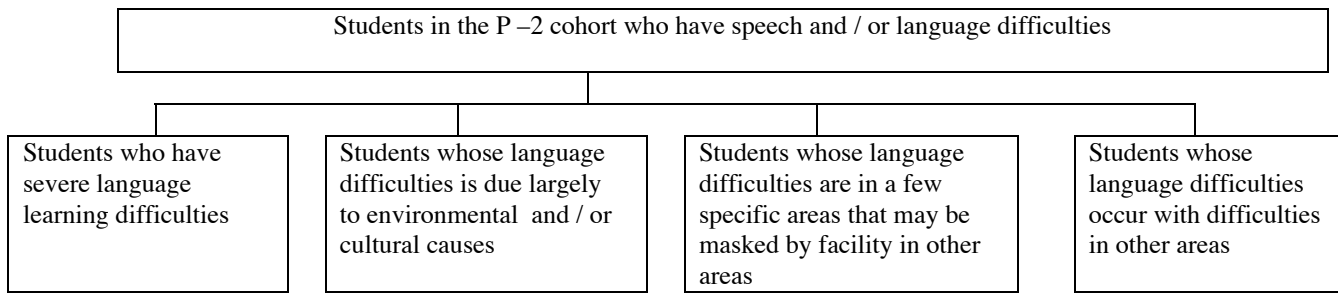 Students in the P –2 cohort who have speech and / or language difficulties
Students who have
severe language
learning difficulties
Students whose language
difficulties is due largely
to environmental  and / or
cultural causes
Students whose language
difficulties are in a few
specific areas that may be
masked by facility in other
areas
Students whose
language difficulties
occur with difficulties
in other areas